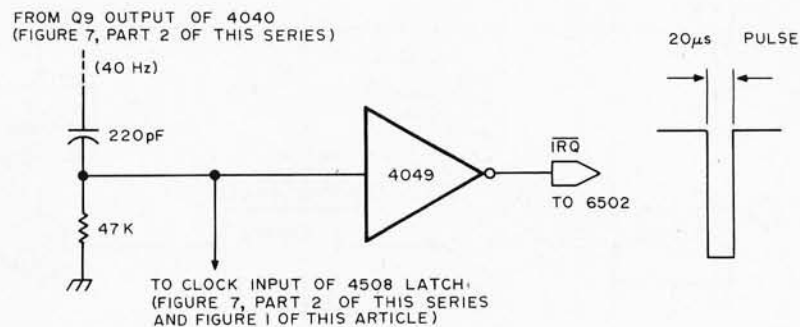 FROM Q9 OUTPUT OF 4040
(FIGURE 7, PART 2 OF THIS SERIES)
(40 Hz)
220pF
47K
4049
IRQ
TO 6502
20μs PULSE
TO CLOCK INPUT OF 4508 LATCH
(FIGURE 7, PART 2 OF THIS SERIES
AND FIGURE 1 OF THIS ARTICLE)